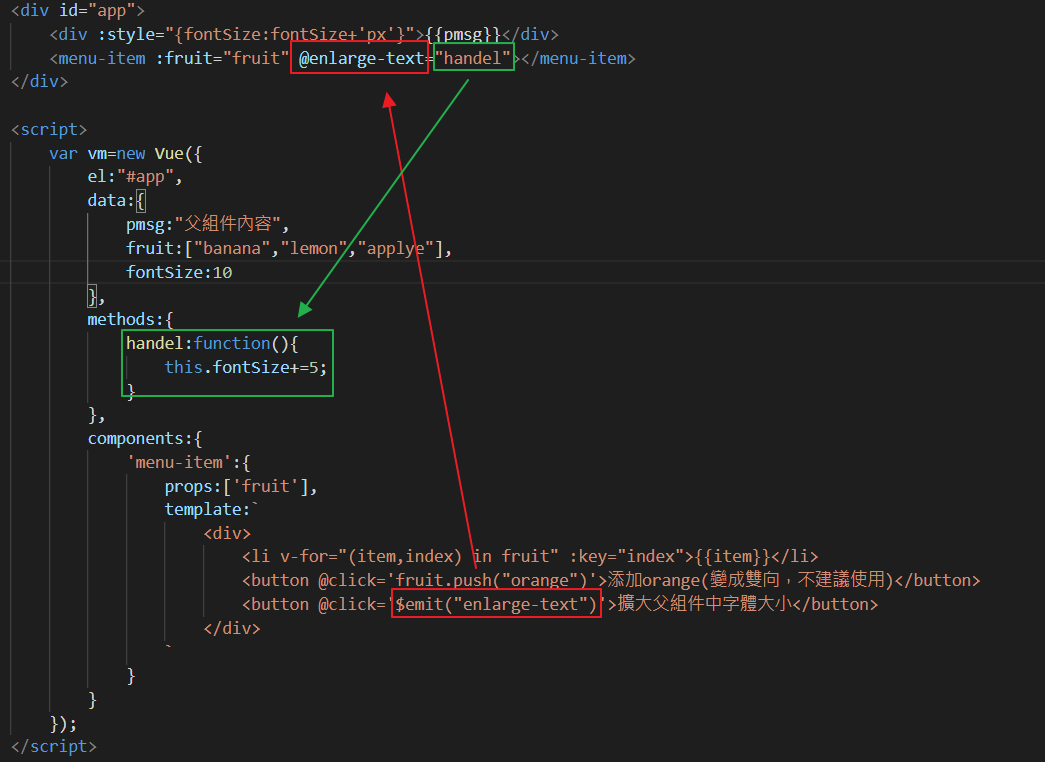 <div id="app">
<div :style="{fontSize:fontSize+'px'}">{{pmsg}}</div>
<menu-item :fruit="fruit" @enlarge-text="handel"></menu-item>
</div>
<script>
var vm=new Vue({
el:"#app",
data:{
pmsg:"父組件內容",
fruit:["banana","lemon","applye"],
fontSize:10
},
methods:{
handel:function(){
this.fontSize+=5;
}
},
components:{
'menu-item':{
props:['fruit'],
template:`
<div>
<li v-for="(item,index) in fruit" :key="index">{{item}}</li>
<button @click='fruit.push("orange")'>添加orange(變成雙向，不建議使用)</button>
<button @click='$emit("enlarge-text")'>擴大父組件中字體大小</button>
</div>
`
}
}
});
</script>